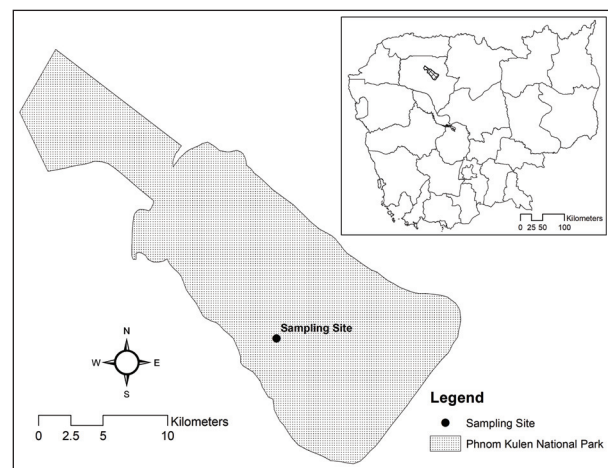 Kilometers
0 25 50 100
Sampling Site
N
W E
S
Kilometers
0 2.5 5 10
Legend
Sampling Site
Phnom Kulen National Park